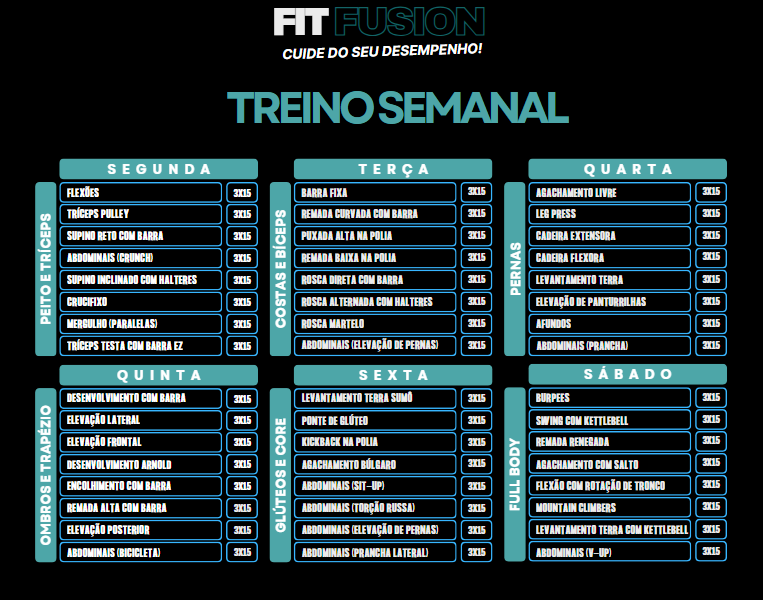 FIT FUSION
CUIDE DO SEU DESEMPENHO!
TREINO SEMANAL
SEGUNDA
PEITO E TRÍCEPS
FLEXÕES 3X15
TRÍCEPS PULLEY 3X15
SUPINO RETO COM BARRA 3X15
ABDOMINAIS (CRUNCH) 3X15
SUPINO INCLINADO COM HALTERES 3X15
CRUCIFIXO 3X15
MERGULHO (PARALELAS) 3X15
TRÍCEPS TESTA COM BARRA EZ 3X15
TERÇA
COSTAS E BÍCEPS
BARRA FIXA 3X15
REMADA CURVADA COM BARRA 3X15
PUXADA ALTA NA POLIA 3X15
REMADA BAIXA NA POLIA 3X15
ROSCA DIRETA COM BARRA 3X15
ROSCA ALTERNADA COM HALTERES 3X15
ROSCA MARTELO 3X15
ABDOMINAIS (ELEVAÇÃO DE PERNAS) 3X15
QUARTA
PERNAS
AGACHAMENTO LIVRE 3X15
LEG PRESS 3X15
CADEIRA EXTENSORA 3X15
CADEIRA FLEXORA 3X15
LEVANTAMENTO TERRA 3X15
ELEVAÇÃO DE PANTURRILHAS 3X15
AFUNDOS 3X15
ABDOMINAIS (PRANCHA) 3X15
QUINTA
OMBROS E TRAPÉZIO
DESENVOLVIMENTO COM BARRA 3X15
ELEVAÇÃO LATERAL 3X15
ELEVAÇÃO FRONTAL 3X15
DESENVOLVIMENTO ARNOLD 3X15
ENCOLHIMENTO COM BARRA 3X15
REMADA ALTA COM BARRA 3X15
ELEVAÇÃO POSTERIOR 3X15
ABDOMINAIS (BICICLETA) 3X15
SEXTA
GLÚTEOS E CORE
LEVANTAMENTO TERRA SUMÔ 3X15
PONTE DE GLÚTEO 3X15
KICKBACK NA POLIA 3X15
AGACHAMENTO BÚLGARO 3X15
ABDOMINAIS (SIT-UP) 3X15
ABDOMINAIS (TORÇÃO RUSSA) 3X15
ABDOMINAIS (ELEVAÇÃO DE PERNAS) 3X15
ABDOMINAIS (PRANCHA LATERAL) 3X15
SÁBADO
FULL BODY
BURPEES 3X15
SWING COM KETTLEBELL 3X15
REMADA RENEGADA 3X15
AGACHAMENTO COM SALTO 3X15
FLEXÃO COM ROTAÇÃO DE TRONCO 3X15
MOUNTAIN CLIMBERS 3X15
LEVANTAMENTO TERRA COM KETTLEBELL 3X15
ABDOMINAIS (V-UP) 3X15